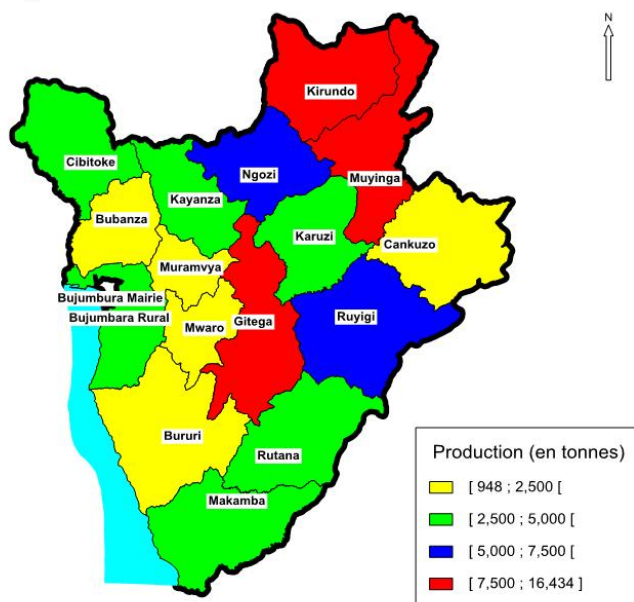 N
Kirundo
Cibitoke
Ngozi
Kayanza
Muyinga
Bubanza
Karuzi
Cankuzo
Muramvya
Bujumbura Mairie
Bujumbara Rural
Mwaro
Gitega
Ruyigi
Bururi
Rutana
Makamba
Production (en tonnes)
[ 948 ; 2,500 [
[ 2,500 ; 5,000 [
[ 5,000 ; 7,500 [
[ 7,500 ; 16,434 ]